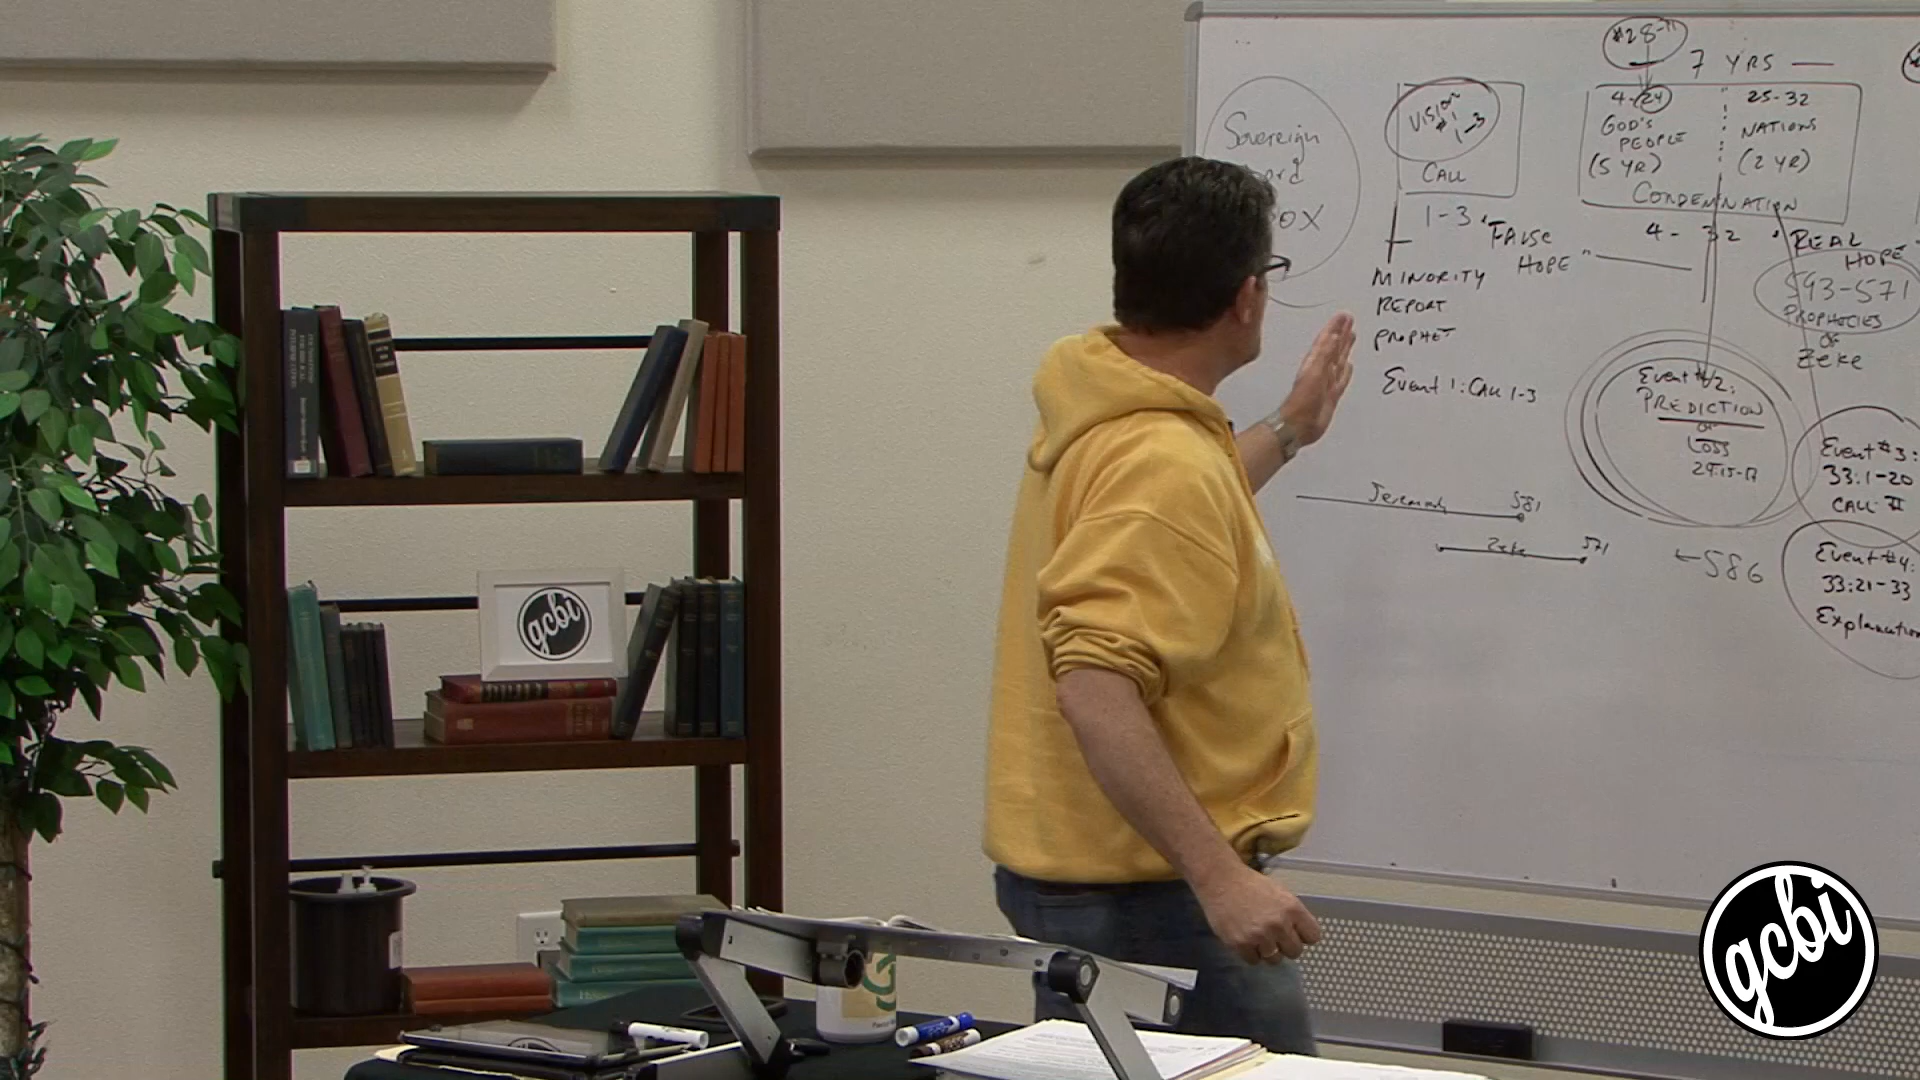 #28-11
7 YRS
Sovereign
Lord
Vision
#1
1-3
CALL
1-3
4-24
GOD'S
PEOPLE
(5 YR)
25-32
NATIONS
(2 YR)
CONDEMNATION
4-32
"FALSE
HOPE"
"REAL
HOPE"
MINORITY
REPORT
PROPHET
593-571
PROPHECIES
OF
Zeke
Event 1: CALL 1-3
Event #2:
PREDICTION
OF
LOSS
24:15-17
Event #3:
33:1-20
CALL II
Jeremiah 581
Zeke 571
←586
Event #4:
33:21-33
Explanation
gcbi
gcbi